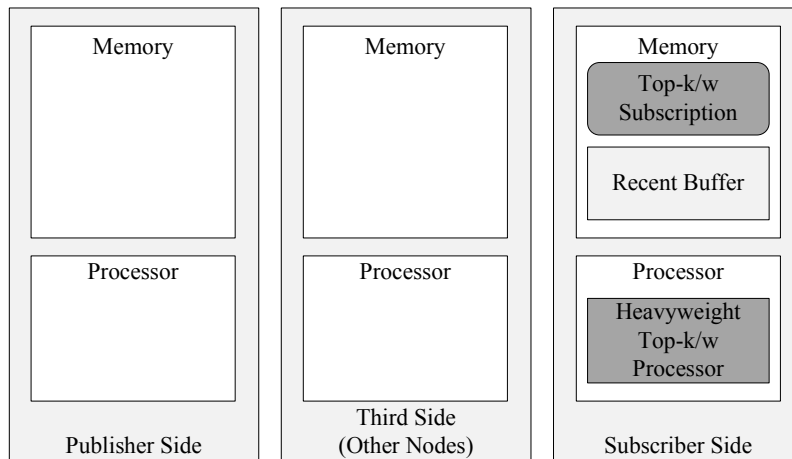 Memory
Processor
Publisher Side
Memory
Processor
Third Side
(Other Nodes)
Memory
Top-k/w
Subscription
Recent Buffer
Processor
Heavyweight
Top-k/w
Processor
Subscriber Side